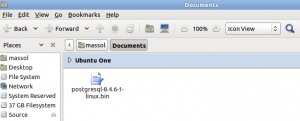 Documents
File Edit View Go Bookmarks Help
Back Forward 100% Icon View
Places massol Documents
massol
Desktop
File System
Network
System Reserved
37 GB Filesystem
Source
Ubuntu One
postgresql-8.4.6-1-
linux.bin